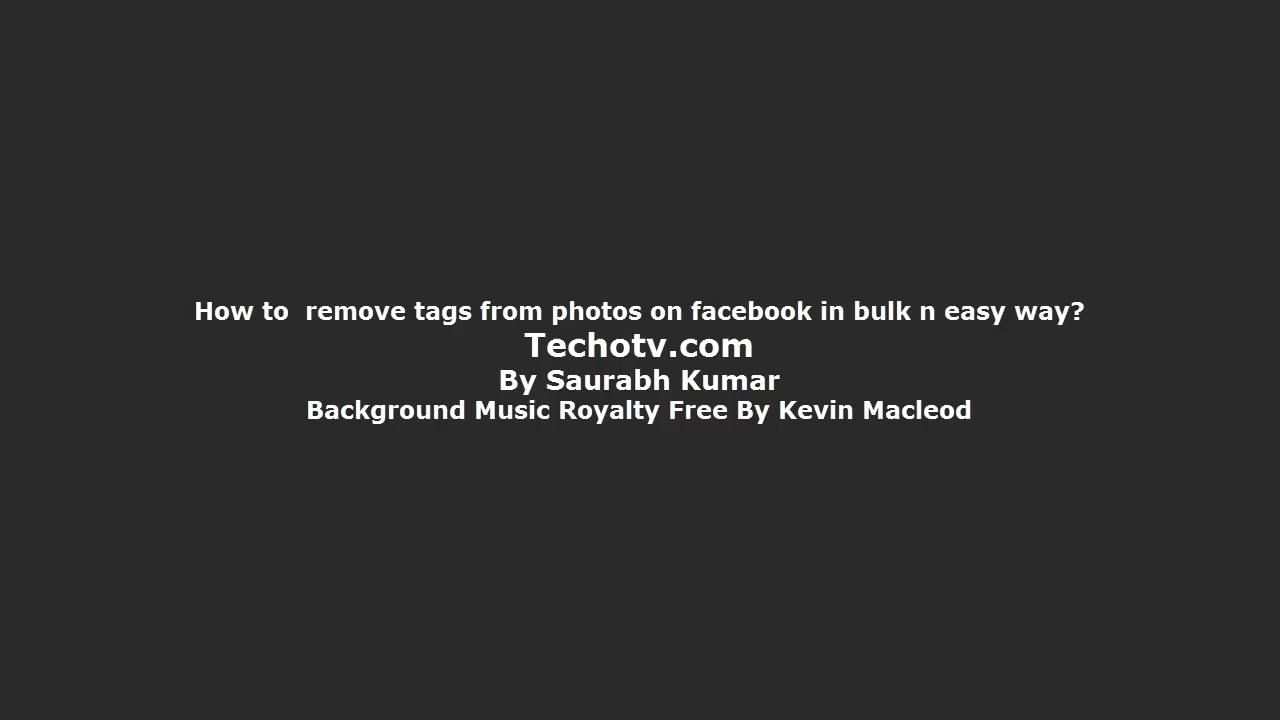 How to  remove tags from photos on facebook in bulk n easy way?
Techotv.com
By Saurabh Kumar
Background Music Royalty Free By Kevin Macleod